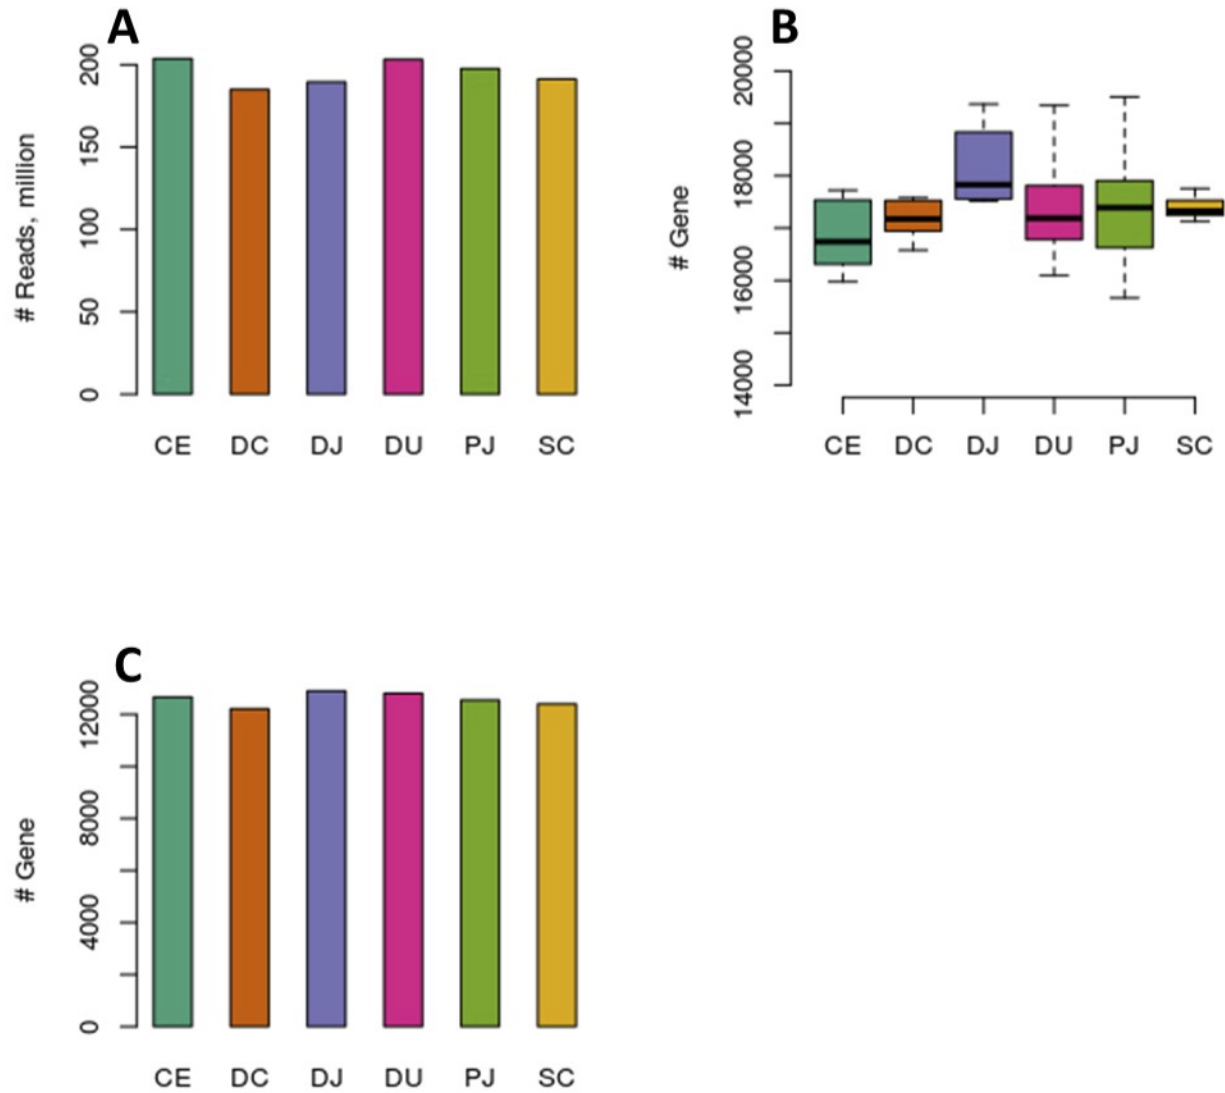 A
# Reads, million
200
150
100
50
0
CE DC DJ DU PJ SC
B
# Gene
20000
18000
16000
14000
CE DC DJ DU PJ SC
C
# Gene
12000
8000
4000
0
CE DC DJ DU PJ SC